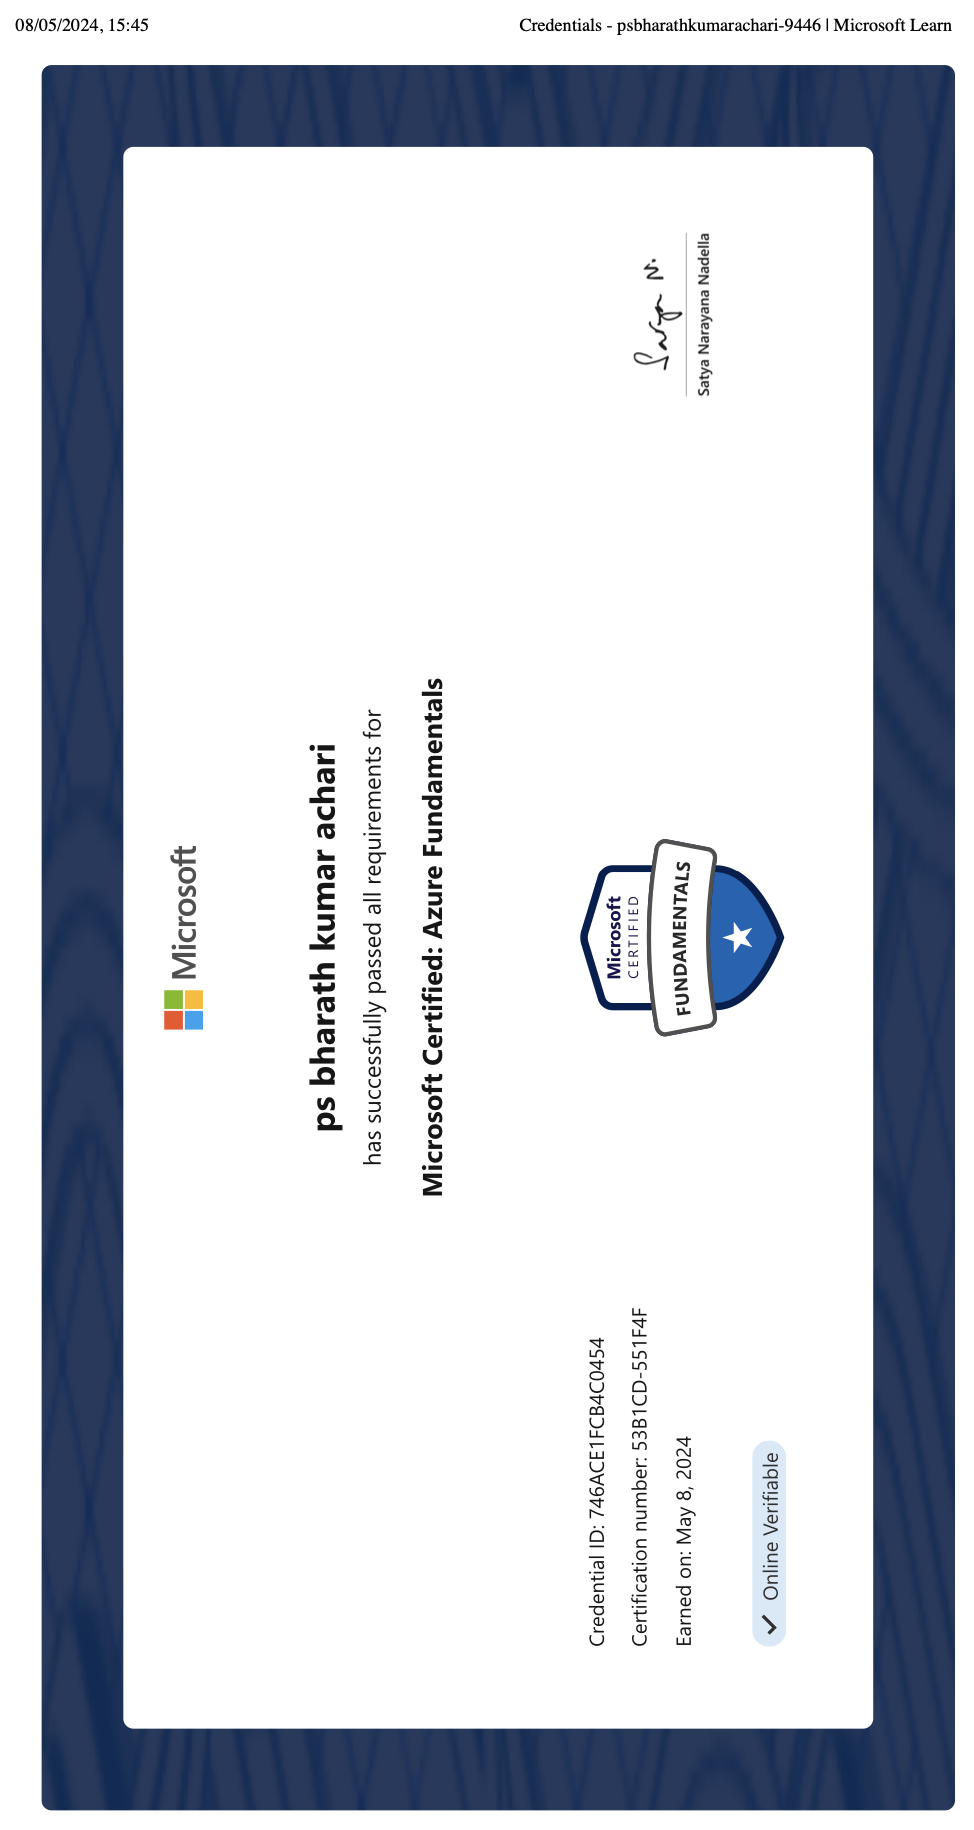 08/05/2024, 15:45
Credentials - psbharathkumarachari-9446 | Microsoft Learn
Microsoft
ps bharath kumar achari
has successfully passed all requirements for
Microsoft Certified: Azure Fundamentals
Credential ID: 746ACE1FCB4C0454
Certification number: 53B1CD-551F4F
Earned on: May 8, 2024
Online Verifiable
Microsoft
CERTIFIED
FUNDAMENTALS
Satya N.
Satya Narayana Nadella